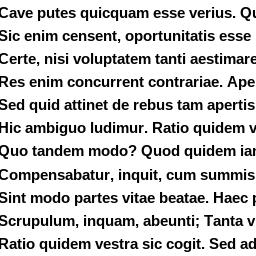 Cave putes quicquam esse verius. Qu
Sic enim censent, oportunitatis esse
Certe, nisi voluptatem tanti aestimare
Res enim concurrent contrariae. Ape
Sed quid attinet de rebus tam apertis
Hic ambiguo ludimur. Ratio quidem v
Quo tandem modo? Quod quidem ia
Compensabatur, inquit, cum summis
Sint modo partes vitae beatae. Haec p
Scrupulum, inquam, abeunti; Tanta v
Ratio quidem vestra sic cogit. Sed ad